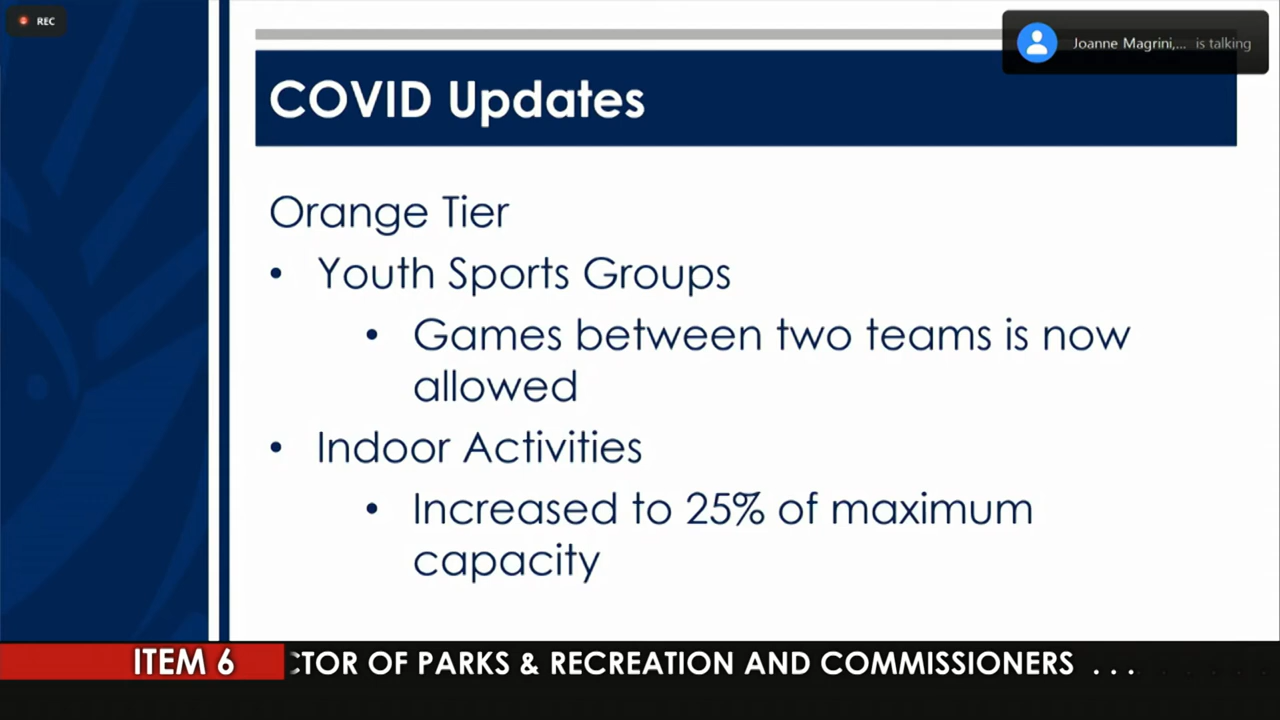 REC
Joanne Magrini,... is talking
COVID Updates
Orange Tier
• Youth Sports Groups
• Games between two teams is now
allowed
• Indoor Activities
• Increased to 25% of maximum
capacity
ITEM 6
CTOR OF PARKS & RECREATION AND COMMISSIONERS . . .